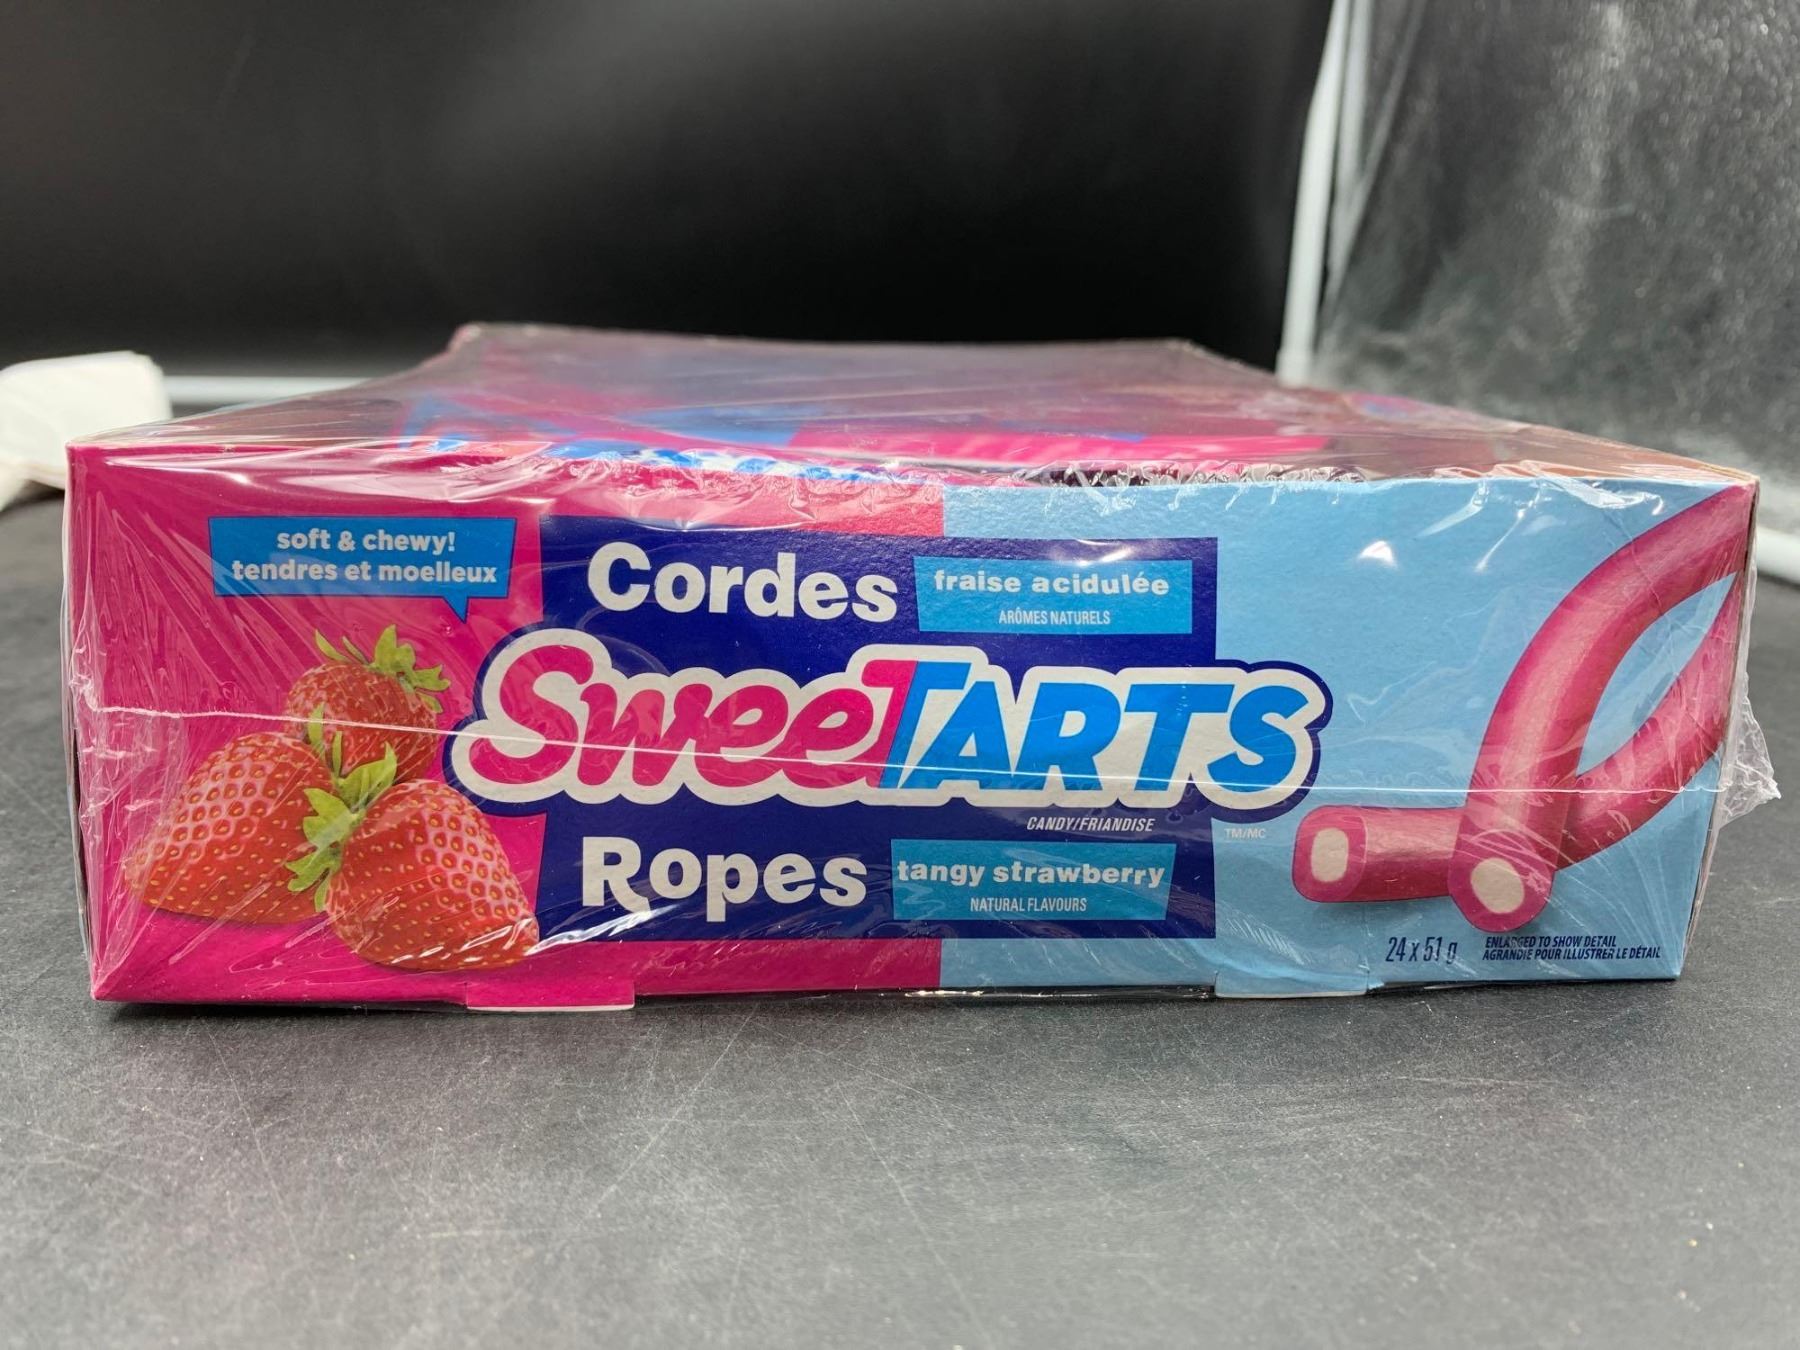 soft & chewy!
tendres et moelleux
Cordes
fraise acidulée
ARÔMES NATURELS
SweeTARTS
CANDY/FRIANDISE
TM/MC
Ropes
tangy strawberry
NATURAL FLAVOURS
24 x 51 g
ENLARGED TO SHOW DETAIL
AGRANDIE POUR ILLUSTRER LE DÉTAIL